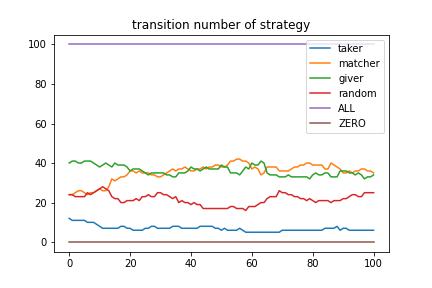 transition number of strategy
100
80
60
40
20
0
0
20
40
60
80
100
taker
matcher
giver
random
ALL
ZERO